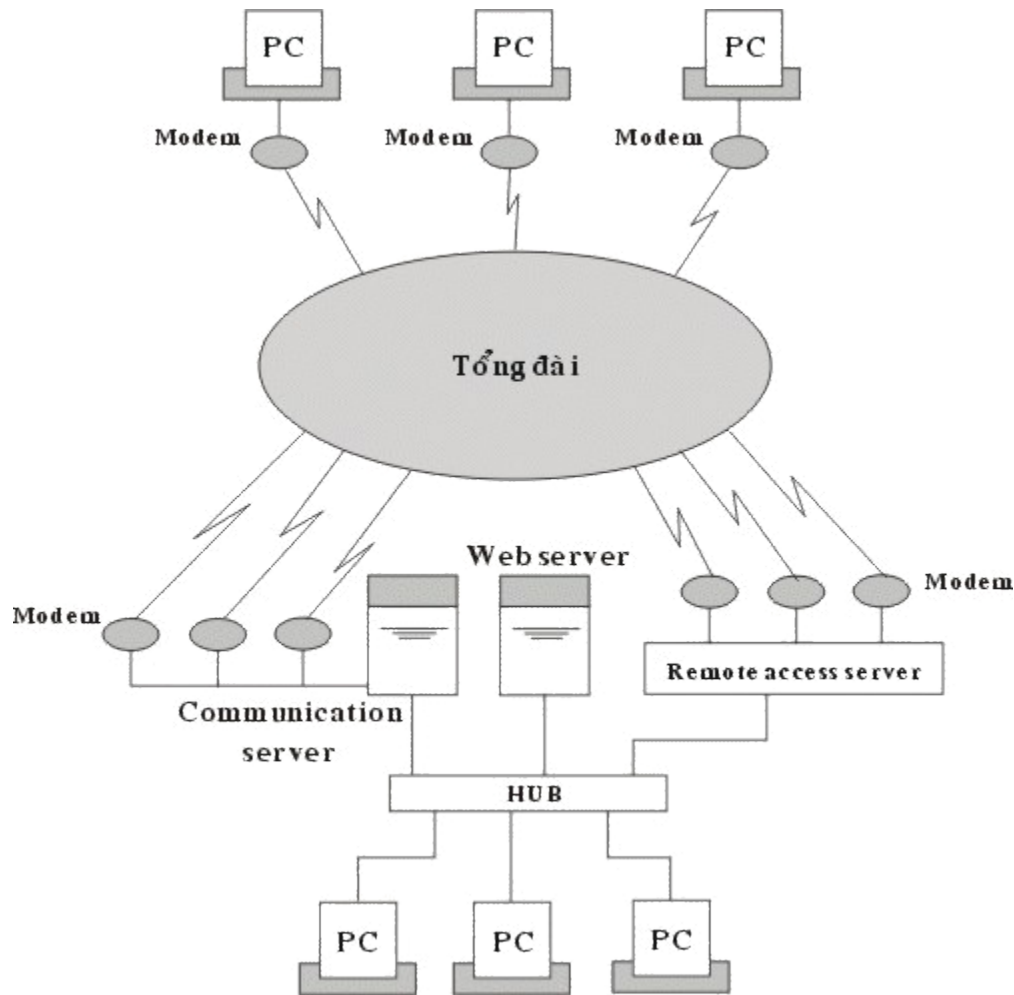 PC
PC
PC
Modem
Modem
Modem
Tổng đài
Web server
Modem
Modem
Remote access server
Communication
server
HUB
PC
PC
PC